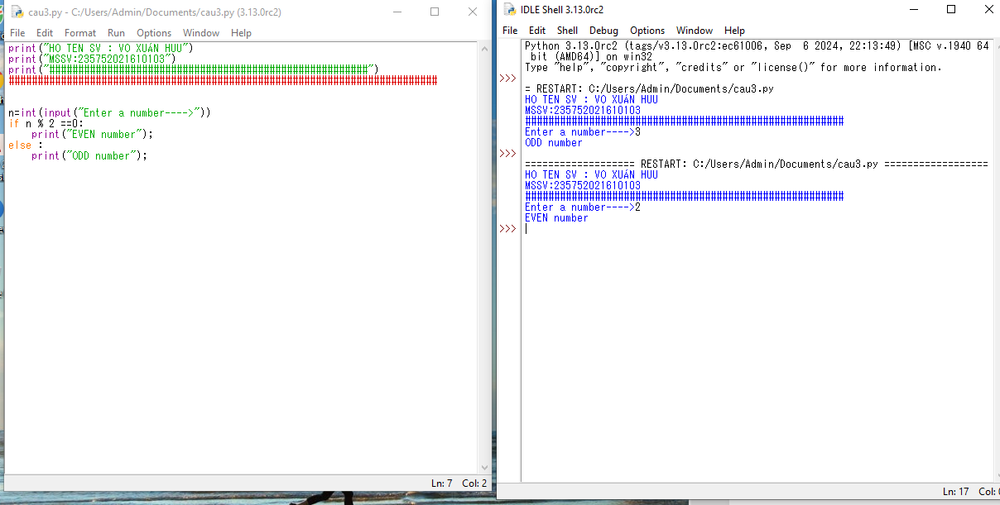 cau3.py - C:/Users/Admin/Documents/cau3.py (3.13.0rc2)
File Edit Format Run Options Window Help
print("HO TEN SV : VO XUÁN HUU")
print("MSSV:235752021610103")
print("#######################################################")
##########################################################################
n=int(input("Enter a number---->"))
if n % 2 ==0:
    print("EVEN number");
else :
    print("ODD number");
Ln: 7 Col: 2
IDLE Shell 3.13.0rc2
File Edit Shell Debug Options Window Help
Python 3.13.0rc2 (tags/v3.13.0rc2:ec61006, Sep  6 2024, 22:13:49) [MSC v.1940 64
 bit (AMD64)] on win32
Type "help", "copyright", "credits" or "license()" for more information.
>>>
= RESTART: C:/Users/Admin/Documents/cau3.py
HO TEN SV : VO XUÁN HUU
MSSV:235752021610103
#######################################################
Enter a number---->3
ODD number
>>>
=================== RESTART: C:/Users/Admin/Documents/cau3.py ==================
HO TEN SV : VO XUÁN HUU
MSSV:235752021610103
#######################################################
Enter a number---->2
EVEN number
>>>
Ln: 17 Col: